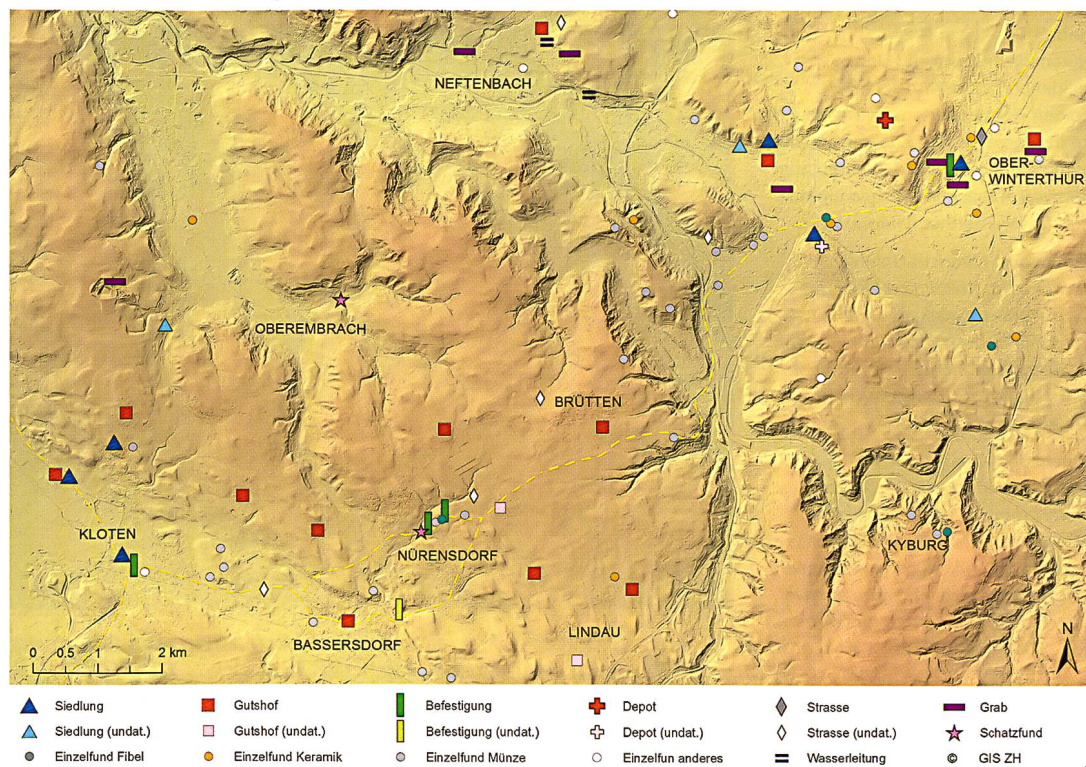 NEFTENBACH
OBER-
WINTERTHUR
OBEREMBRACH
BRÜTTEN
KLOTEN
NÜRENSDORF
KYBURG
BASSERSDORF
LINDAU
N
0 0.5 1 2 km
Siedlung Gutshof Befestigung Depot Strasse Grab
Siedlung (undat.) Gutshof (undat.) Befestigung (undat.) Depot (undat.) Strasse (undat.) Schatzfund
Einzelfund Fibel Einzelfund Keramik Einzelfund Münze Einzelfun anderes Wasserleitung © GIS ZH